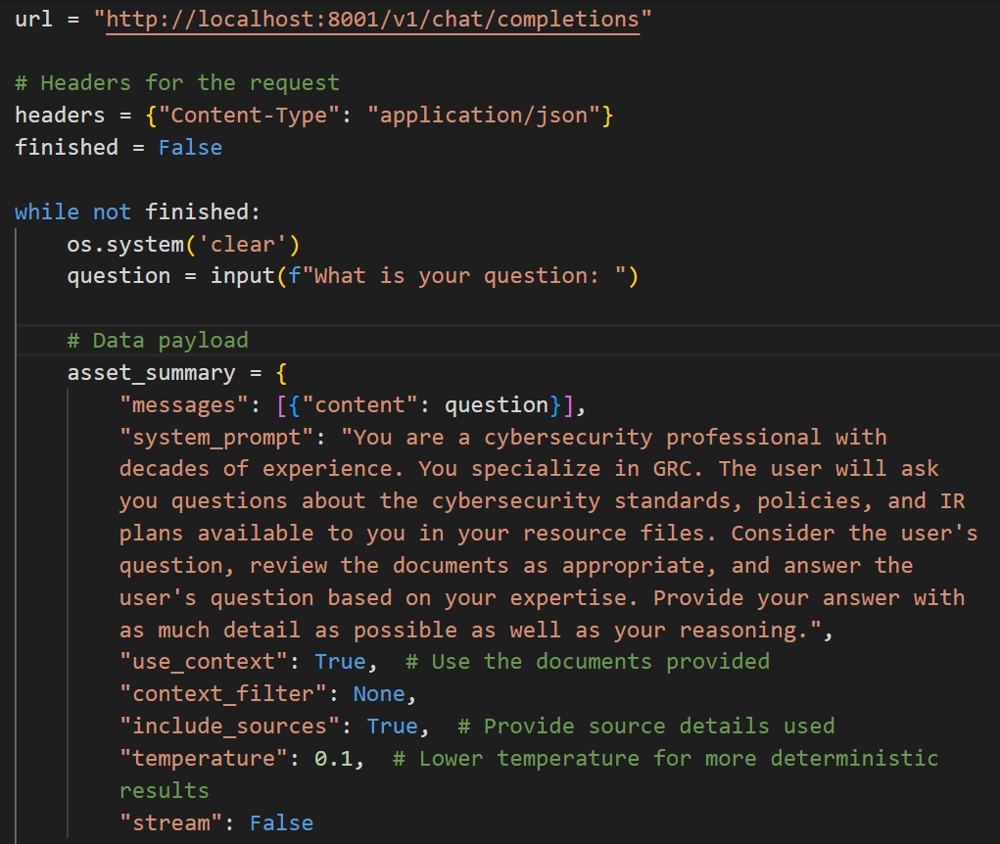 url = "http://localhost:8001/v1/chat/completions"

# Headers for the request
headers = {"Content-Type": "application/json"}
finished = False

while not finished:
    os.system('clear')
    question = input(f"What is your question: ")

    # Data payload
    asset_summary = {
        "messages": [{"content": question}],
        "system_prompt": "You are a cybersecurity professional with
        decades of experience. You specialize in GRC. The user will ask
        you questions about the cybersecurity standards, policies, and IR
        plans available to you in your resource files. Consider the user's
        question, review the documents as appropriate, and answer the
        user's question based on your expertise. Provide your answer with
        as much detail as possible as well as your reasoning.",
        "use_context": True,  # Use the documents provided
        "context_filter": None,
        "include_sources": True,  # Provide source details used
        "temperature": 0.1,  # Lower temperature for more deterministic
        results
        "stream": False